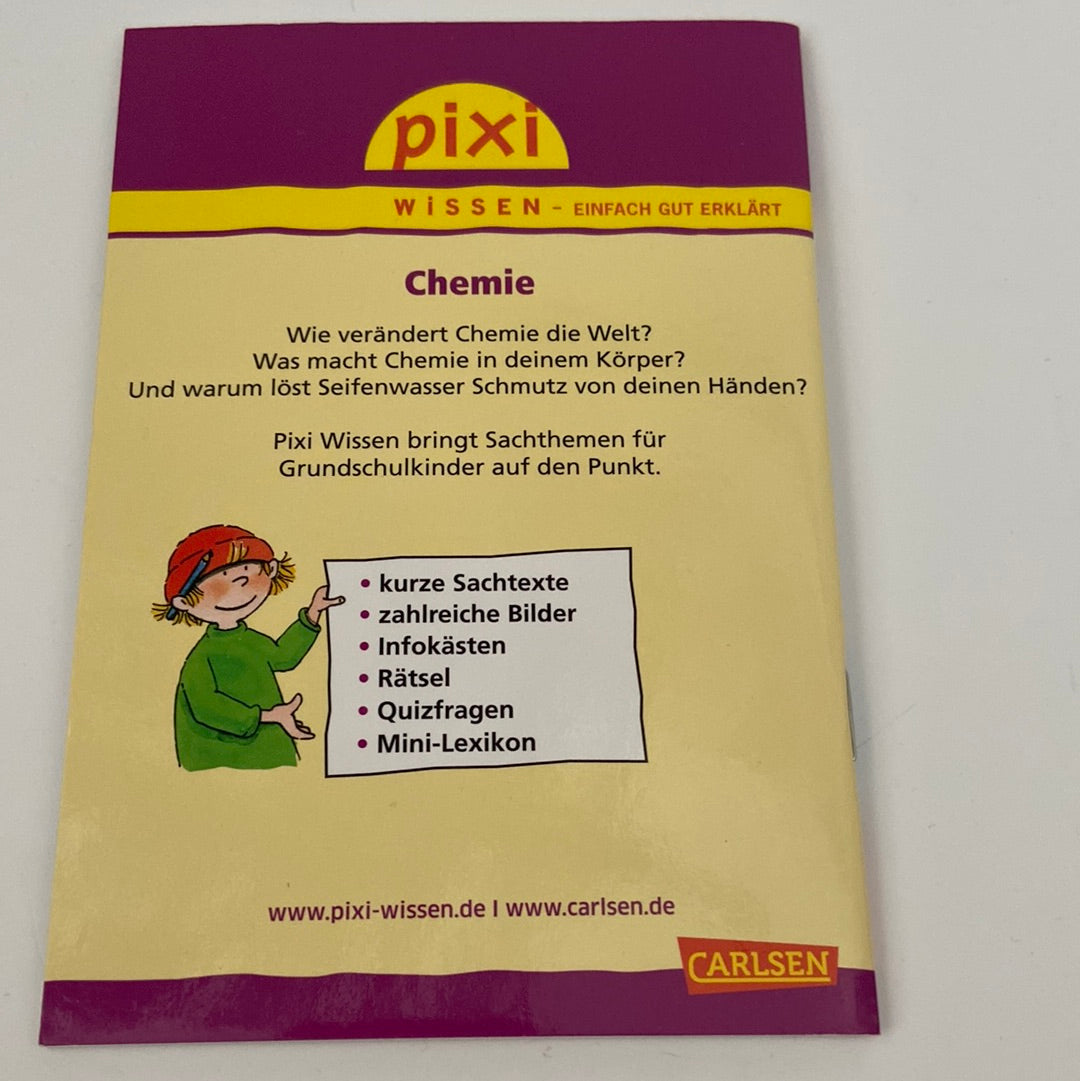 pixi
WiSSEN - EINFACH GUT ERKLÄRT
Chemie
Wie verändert Chemie die Welt?
Was macht Chemie in deinem Körper?
Und warum löst Seifenwasser Schmutz von deinen Händen?
Pixi Wissen bringt Sachthemen für
Grundschulkinder auf den Punkt.
• kurze Sachtexte
• zahlreiche Bilder
• Infokästen
• Rätsel
• Quizfragen
• Mini-Lexikon
www.pixi-wissen.de I www.carlsen.de
CARLSEN